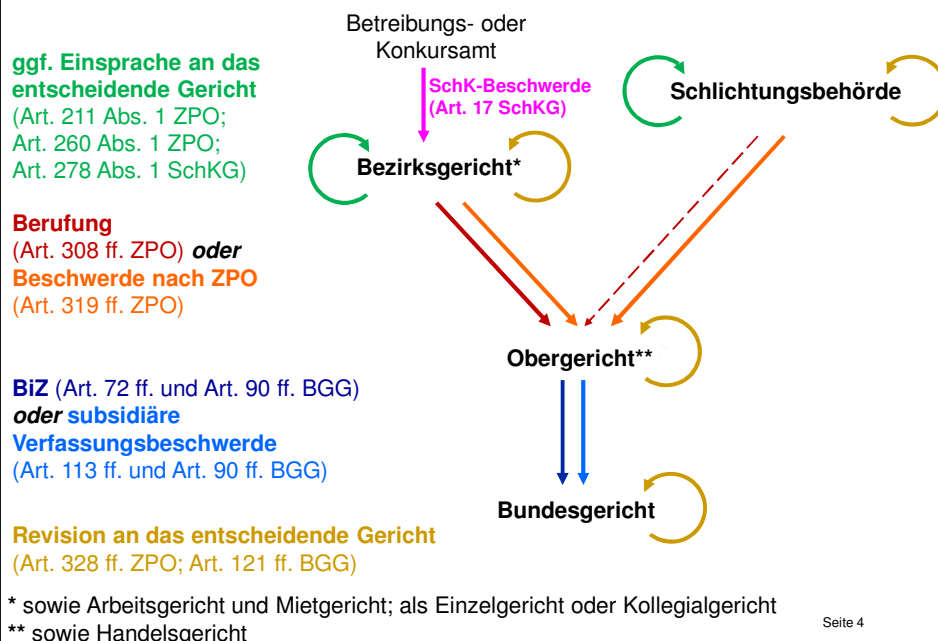 Betreibungs- oder
Konkursamt
ggf. Einsprache an das
entscheidende Gericht
(Art. 211 Abs. 1 ZPO;
Art. 260 Abs. 1 ZPO;
Art. 278 Abs. 1 SchKG)
SchK-Beschwerde
(Art. 17 SchKG)
Schlichtungsbehörde
Bezirksgericht*
Berufung
(Art. 308 ff. ZPO) oder
Beschwerde nach ZPO
(Art. 319 ff. ZPO)
Obergericht**
BiZ (Art. 72 ff. und Art. 90 ff. BGG)
oder subsidiäre
Verfassungsbeschwerde
(Art. 113 ff. und Art. 90 ff. BGG)
Bundesgericht
Revision an das entscheidende Gericht
(Art. 328 ff. ZPO; Art. 121 ff. BGG)
* sowie Arbeitsgericht und Mietgericht; als Einzelgericht oder Kollegialgericht
** sowie Handelsgericht
Seite 4